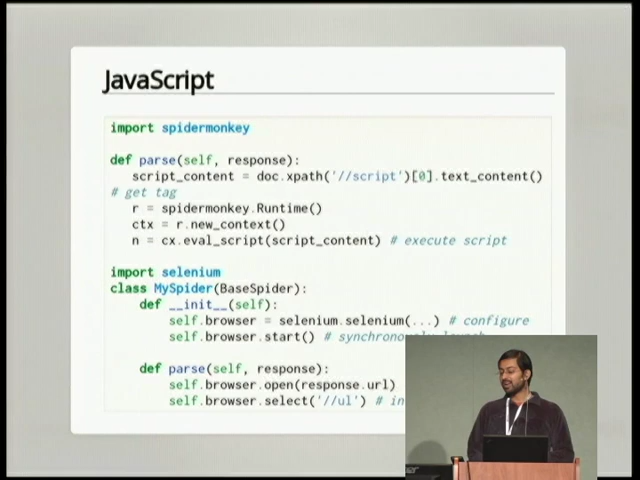 JavaScript
import spidermonkey
def parse(self, response):
script_content = doc.xpath('//script')[0].text_content()
# get tag
r = spidermonkey.Runtime()
ctx = r.new_context()
n = cx.eval_script(script_content) # execute script
import selenium
class MySpider(BaseSpider):
def __init__(self):
self.browser = selenium.selenium(...) # configure
self.browser.start() # synchronously launch
def parse(self, response):
self.browser.open(response.url)
self.browser.select('//ul') # in